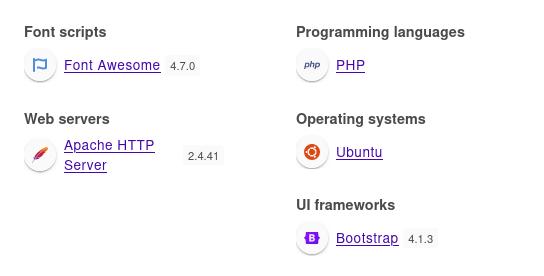 Font scripts
Font Awesome 4.7.0
Web servers
Apache HTTP
Server
2.4.41
Programming languages
php PHP
Operating systems
Ubuntu
UI frameworks
B Bootstrap 4.1.3